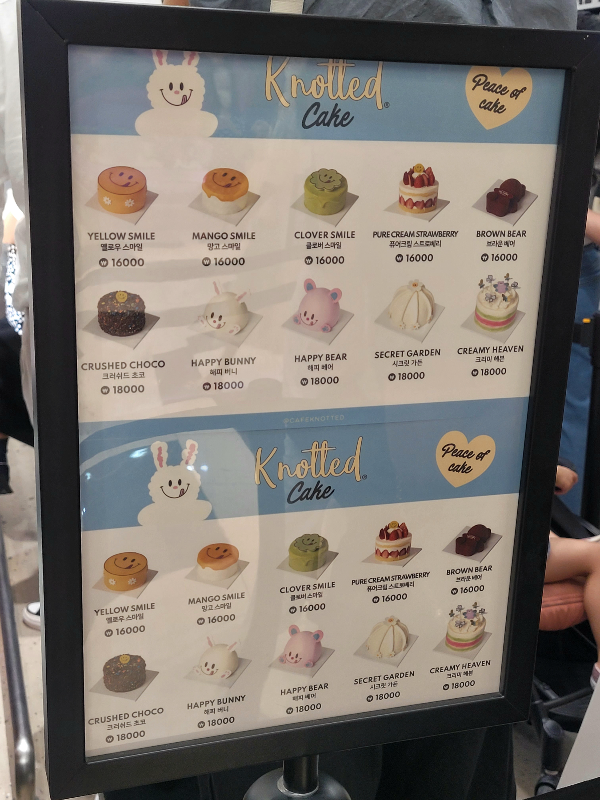 Knotted®
Cake
Peace of
cake
YELLOW SMILE
옐로우 스마일
₩ 16000
MANGO SMILE
망고 스마일
₩ 16000
CLOVER SMILE
클로버 스마일
₩ 16000
PURE CREAM STRAWBERRY
퓨어크림 스트로베리
₩ 16000
BROWN BEAR
브라운 베어
₩ 16000
CRUSHED CHOCO
크러쉬드 초코
₩ 18000
HAPPY BUNNY
해피 버니
₩ 18000
HAPPY BEAR
해피 베어
₩ 18000
SECRET GARDEN
시크릿 가든
₩ 18000
CREAMY HEAVEN
크리미 헤븐
₩ 18000
@CAFEKNOTTED
Knotted®
Cake
Peace of
cake
YELLOW SMILE
옐로우 스마일
₩ 16000
MANGO SMILE
망고 스마일
₩ 16000
CLOVER SMILE
클로버 스마일
₩ 16000
PURE CREAM STRAWBERRY
퓨어크림 스트로베리
₩ 16000
BROWN BEAR
브라운 베어
₩ 16000
CRUSHED CHOCO
크러쉬드 초코
₩ 18000
HAPPY BUNNY
해피 버니
₩ 18000
HAPPY BEAR
해피 베어
₩ 18000
SECRET GARDEN
시크릿 가든
₩ 18000
CREAMY HEAVEN
크리미 헤븐
₩ 18000